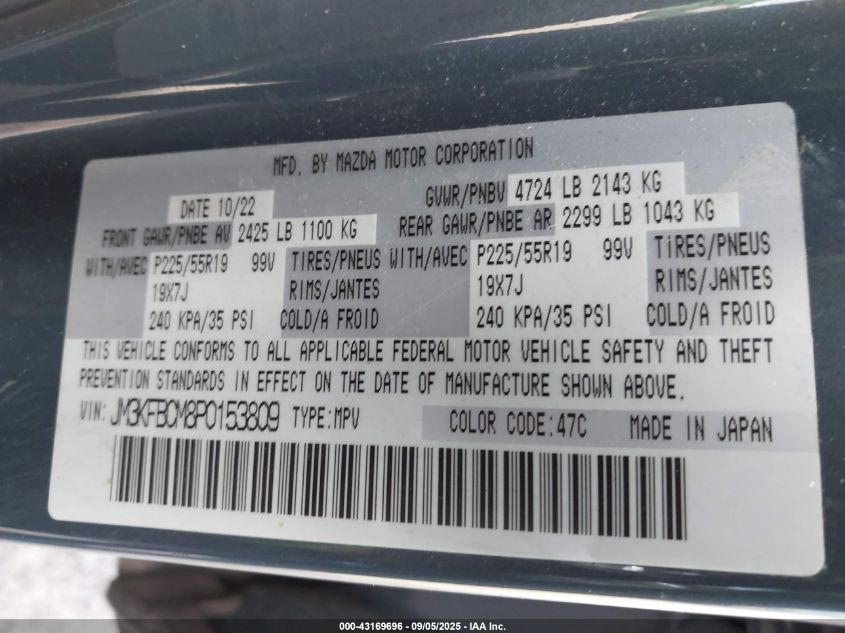 MFD. BY MAZDA MOTOR CORPORATION
DATE 10/22 GVWR/PNBV 4724 LB 2143 KG
FRONT GAWR/PNBE AV 2425 LB 1100 KG REAR GAWR/PNBE AR 2299 LB 1043 KG
WITH/AVEC P225/55R19 99V TIRES/PNEUS WITH/AVEC P225/55R19 99V TIRES/PNEUS
19X7J RIMS/JANTES 19X7J RIMS/JANTES
240 KPA/35 PSI COLD/A FROID 240 KPA/35 PSI COLD/A FROID
THIS VEHICLE CONFORMS TO ALL APPLICABLE FEDERAL MOTOR VEHICLE SAFETY AND THEFT
PREVENTION STANDARDS IN EFFECT ON THE DATE OF MANUFACTURE SHOWN ABOVE.
VIN: JM3KFBCM8P0153809 TYPE:MPV COLOR CODE:47C MADE IN JAPAN
000-43169696 - 09/05/2025 - IAA Inc.